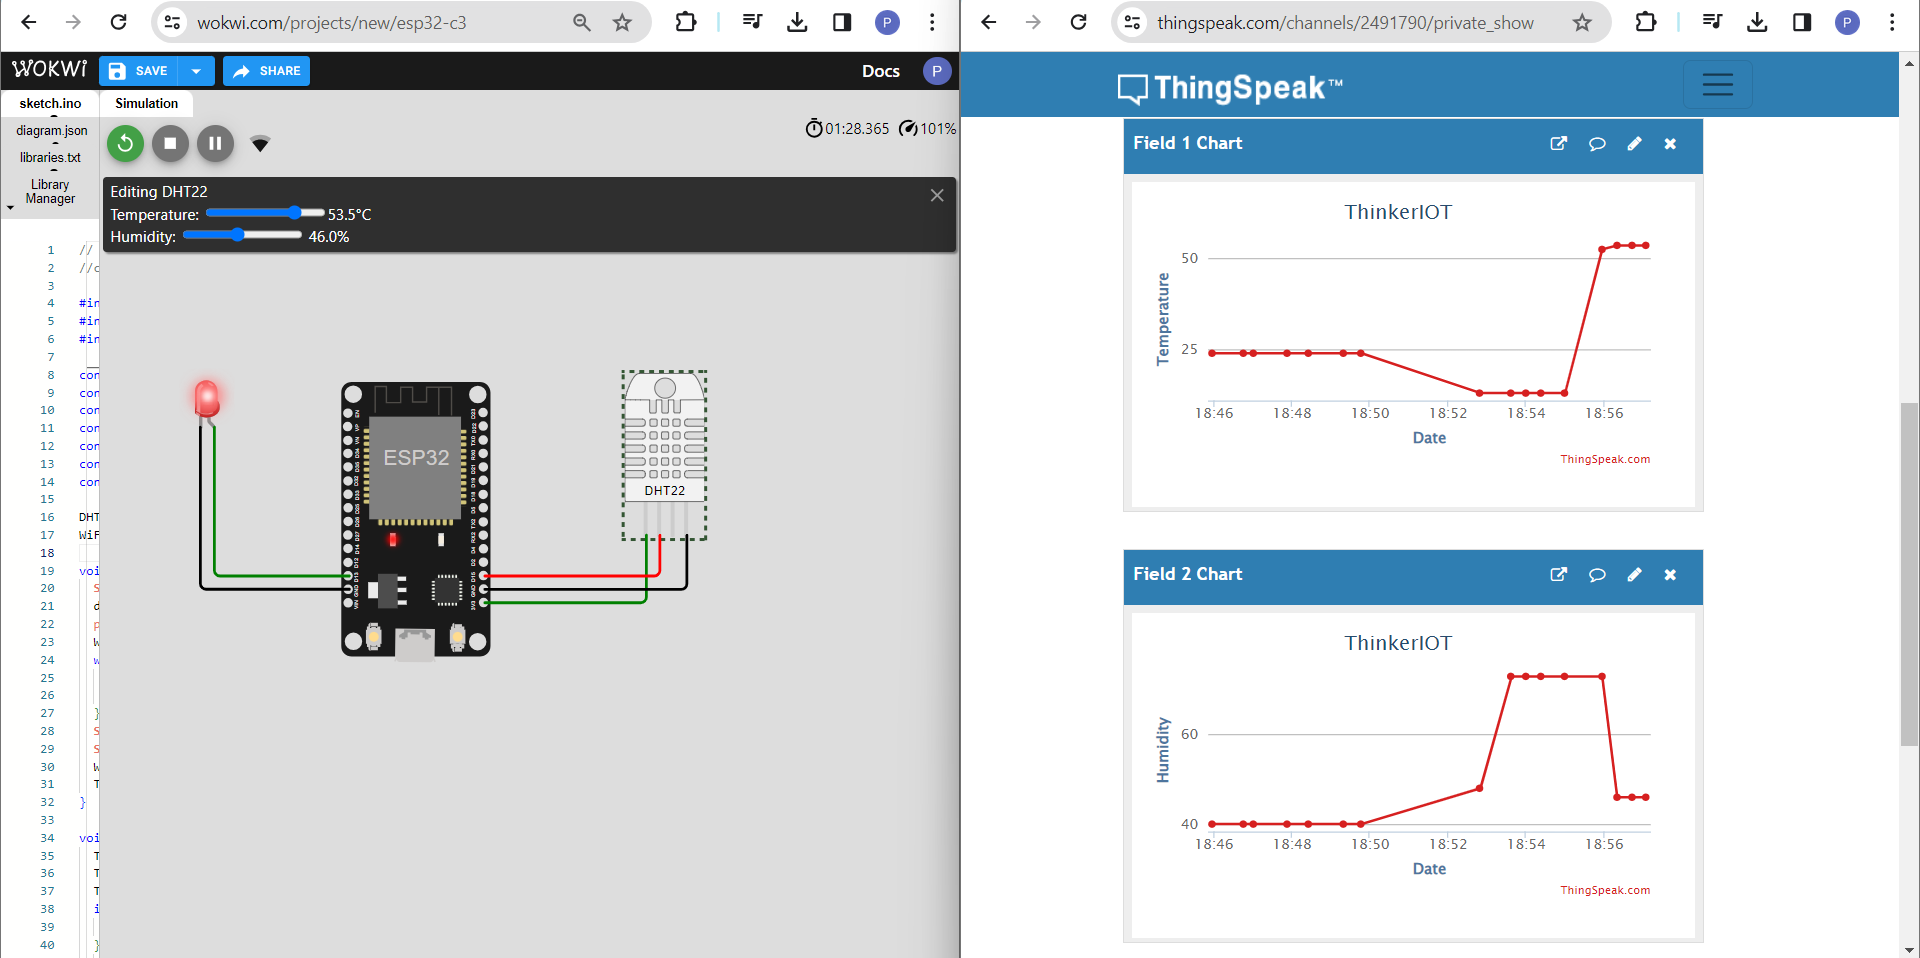 wokwi.com/projects/new/esp32-c3
P
WOKWI
SAVE
SHARE
Docs
P
sketch.ino
Simulation
diagram.json
libraries.txt
Library
Manager
01:28.365
101%
Editing DHT22
Temperature: 53.5°C
Humidity: 46.0%
1 //
2 //c
3
4 #in
5 #in
6 #in
7
8 con
9 con
10 con
11 con
12 con
13 con
14 con
15
16 DHT
17 WiF
18
19 voi
20 S
21 d
22 p
23 W
24 w
25
26
27 }
28 S
29 S
30 W
31 T
32 }
33
34 voi
35 T
36 T
37 T
38 i
39
40 }
ESP32
DHT22
thingspeak.com/channels/2491790/private_show
P
ThingSpeak™
Field 1 Chart
ThinkerIOT
Temperature
50
25
18:46 18:48 18:50 18:52 18:54 18:56
Date
ThingSpeak.com
Field 2 Chart
ThinkerIOT
Humidity
60
40
18:46 18:48 18:50 18:52 18:54 18:56
Date
ThingSpeak.com